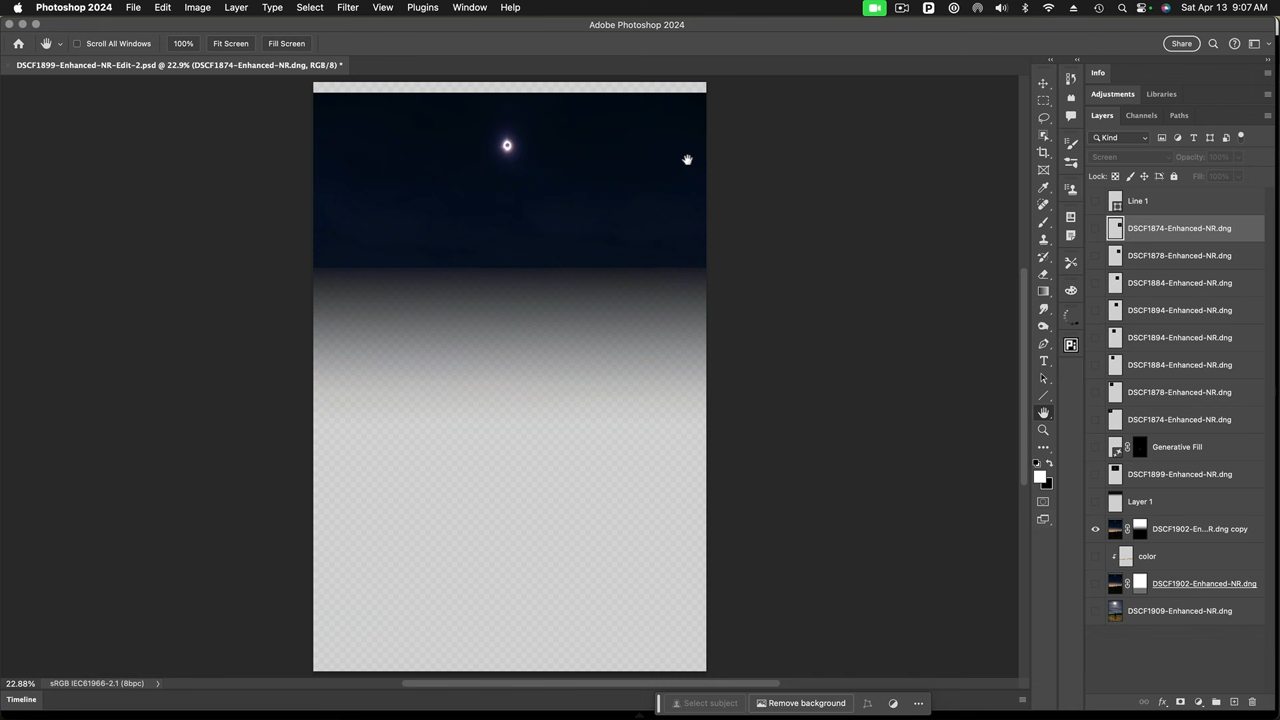 Photoshop 2024 File Edit Image Layer Type Select Filter View Plugins Window Help Sat Apr 13 9:07 AM
Adobe Photoshop 2024
Scroll All Windows 100% Fit Screen Fill Screen Share
DSCF1899-Enhanced-NR-Edit-2.psd @ 22.9% (DSCF1874-Enhanced-NR.dng, RGB/8) *
Info
Adjustments Libraries
Layers Channels Paths
Kind
Screen Opacity: 100%
Lock: Fill: 100%
Line 1
DSCF1874-Enhanced-NR.dng
DSCF1878-Enhanced-NR.dng
DSCF1884-Enhanced-NR.dng
DSCF1894-Enhanced-NR.dng
DSCF1894-Enhanced-NR.dng
DSCF1884-Enhanced-NR.dng
DSCF1878-Enhanced-NR.dng
DSCF1874-Enhanced-NR.dng
Generative Fill
DSCF1899-Enhanced-NR.dng
Layer 1
DSCF1902-En...R.dng copy
color
DSCF1902-Enhanced-NR.dng
DSCF1909-Enhanced-NR.dng
22.88% sRGB IEC61966-2.1 (8bpc)
Timeline
Select subject Remove background